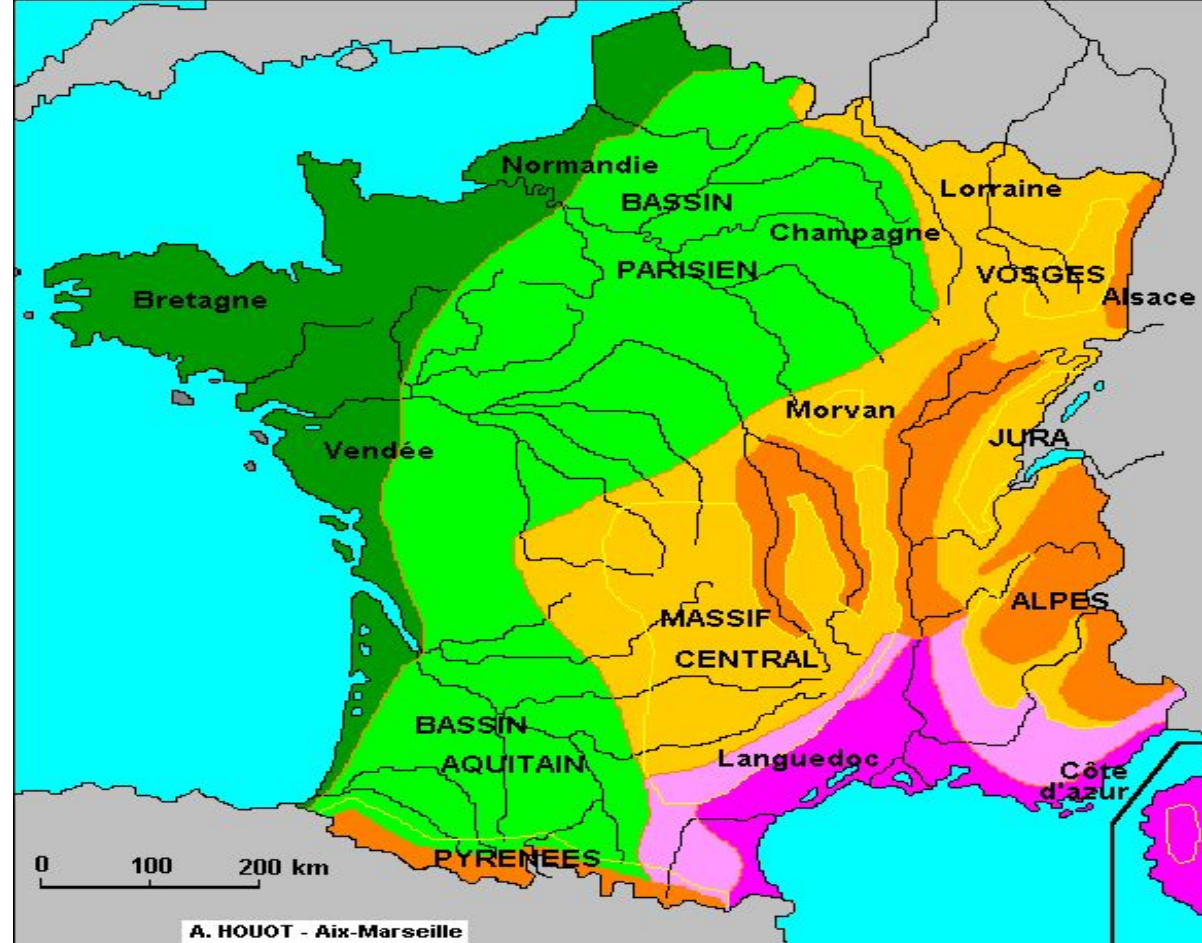 Normandie
Lorraine
BASSIN
Champagne
PARISIEN
VOSGES
Bretagne
Alsace
Morvan
JURA
Vendée
ALPES
MASSIF
CENTRAL
BASSIN
AQUITAIN
Languedoc
Côte
d'azur
PYRENEES
0 100 200 km
A. HOUOT - Aix-Marseille